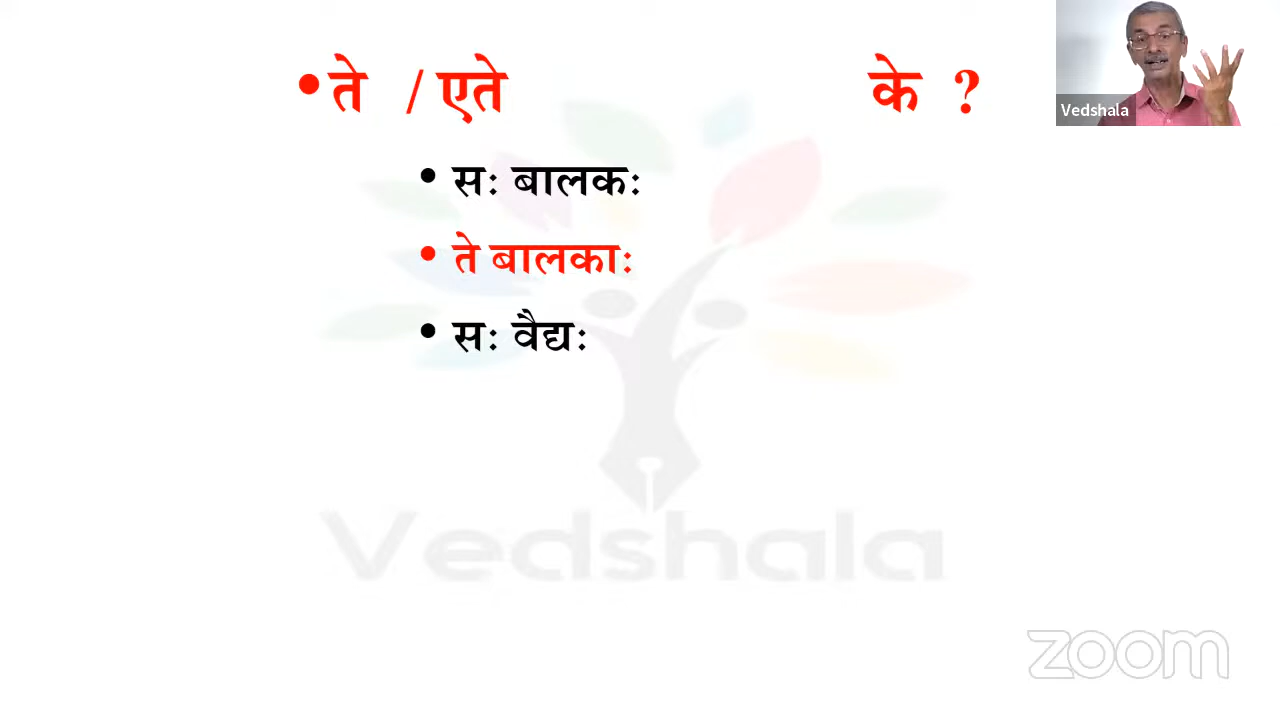 • ते / एते के ?
Vedshala
• सः बालकः
• ते बालकाः
• सः वैद्यः
Vedshala
zoom